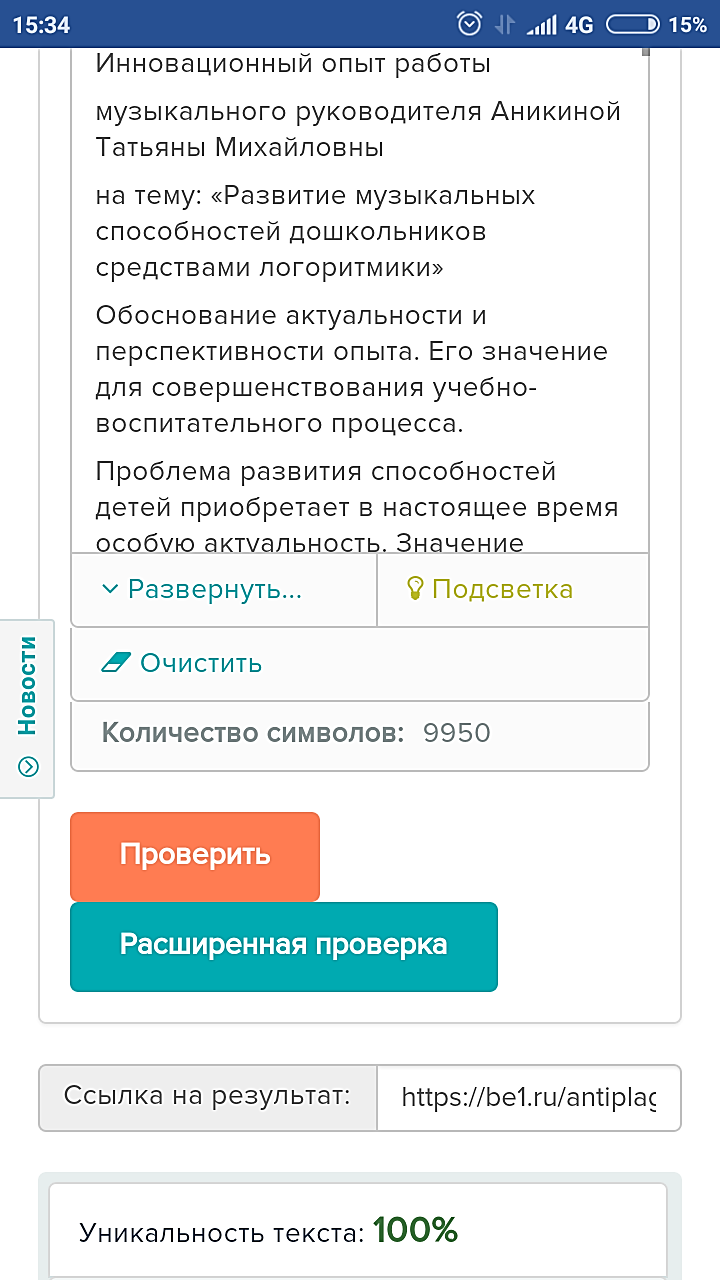 15:34 4G 15%
Инновационный опыт работы
музыкального руководителя Аникиной
Татьяны Михайловны
на тему: «Развитие музыкальных
способностей дошкольников
средствами логоритмики»
Обоснование актуальности и
перспективности опыта. Его значение
для совершенствования учебно-
воспитательного процесса.
Проблема развития способностей
детей приобретает в настоящее время
особую актуальность. Значение
Развернуть... Подсветка
Очистить
Новости
Количество символов: 9950
Проверить
Расширенная проверка
Ссылка на результат: https://be1.ru/antiplag
Уникальность текста: 100%